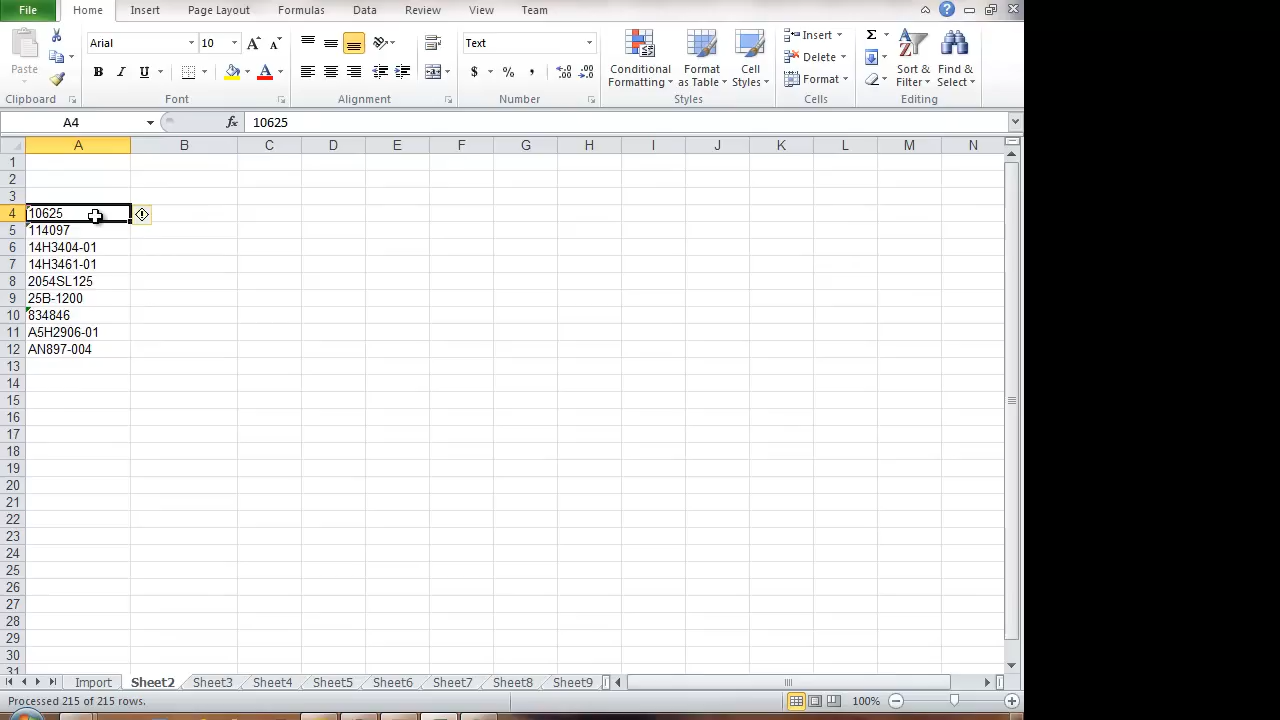 File Home Insert Page Layout Formulas Data Review View Team
Paste Arial 10 Text Conditional Formatting Format as Table Cell Styles Insert Delete Format Sort & Filter Find & Select
B I U A $ % , Σ
Clipboard Font Alignment Number Styles Cells Editing
A4 fx 10625
A B C D E F G H I J K L M N
1
2
3
4 10625
5 114097
6 14H3404-01
7 14H3461-01
8 2054SL125
9 25B-1200
10 834846
11 A5H2906-01
12 AN897-004
13
14
15
16
17
18
19
20
21
22
23
24
25
26
27
28
29
30
31
Import Sheet2 Sheet3 Sheet4 Sheet5 Sheet6 Sheet7 Sheet8 Sheet9
Processed 215 of 215 rows. 100%